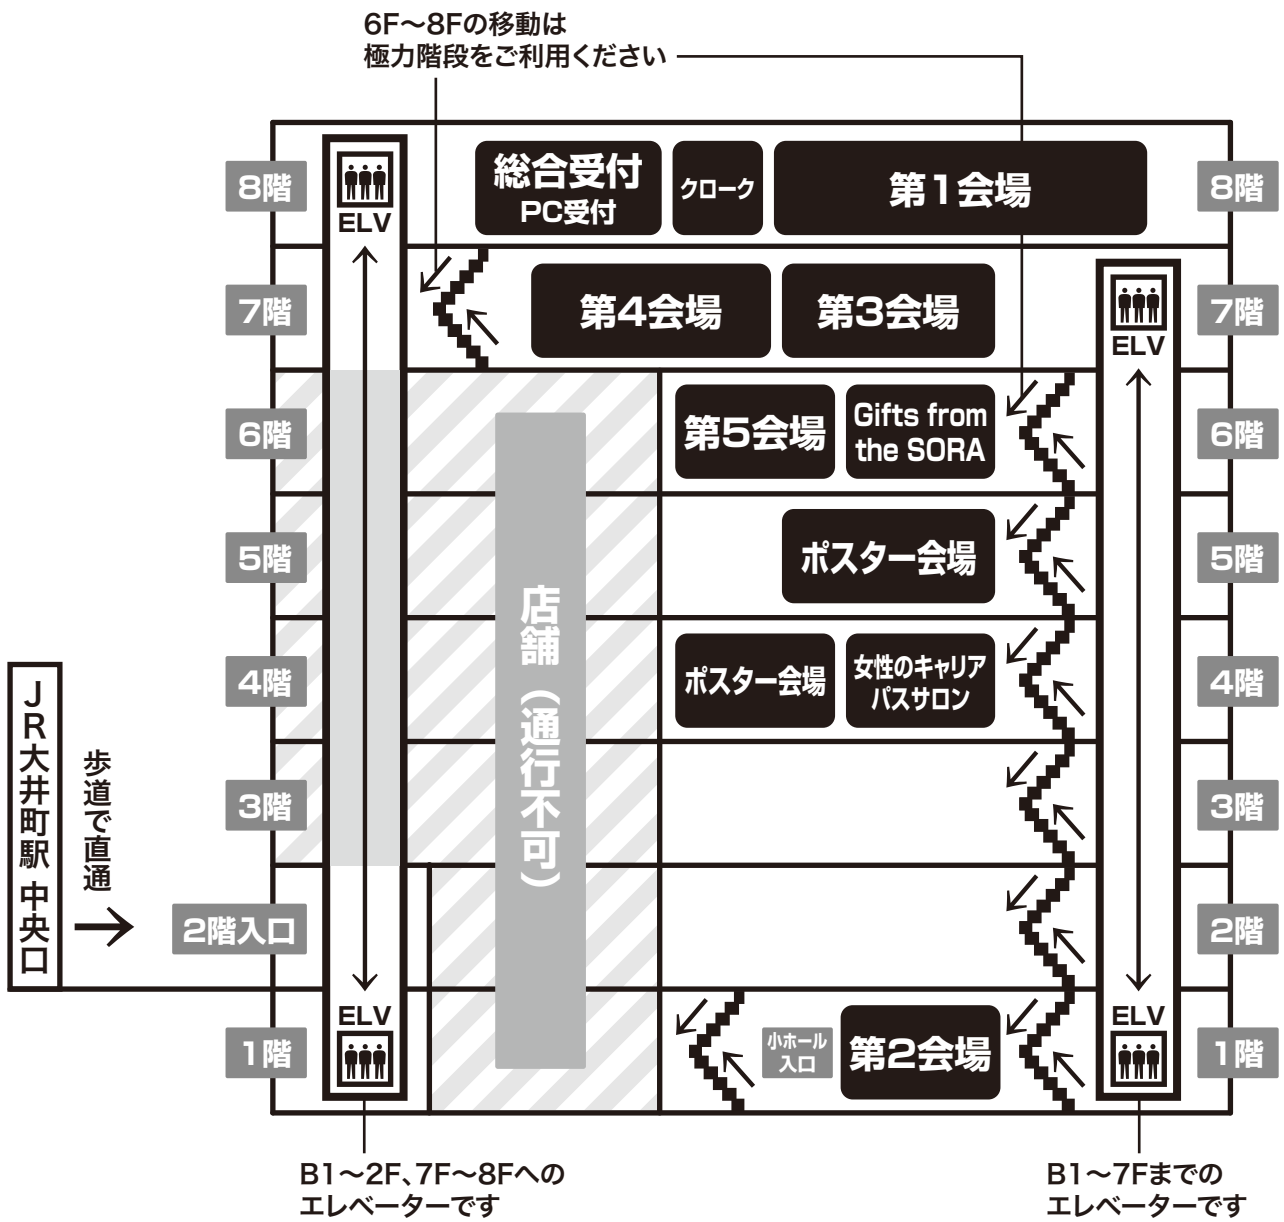 6F〜8Fの移動は
極力階段をご利用ください
8階
ELV
総合受付
PC受付
クローク
第1会場
8階
7階
第4会場
第3会場
ELV
7階
6階
第5会場
Gifts from
the SORA
6階
5階
ポスター会場
5階
店舗（通行不可）
4階
ポスター会場
女性のキャリア
パスサロン
4階
JR大井町駅 中央口
歩道で直通
3階
3階
2階入口
2階
1階
ELV
小ホール
入口
第2会場
ELV
1階
B1〜2F、7F〜8Fへの
エレベーターです
B1〜7Fまでの
エレベーターです